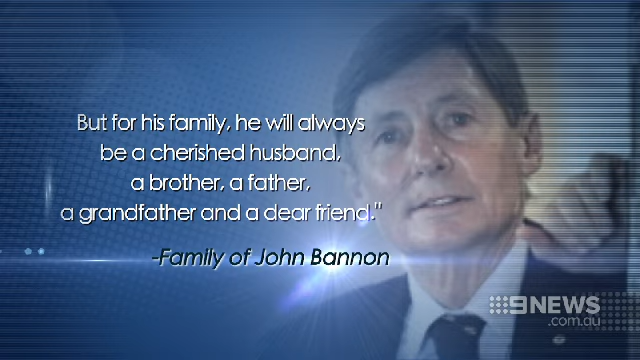 But for his family, he will always
be a cherished husband,
a brother, a father,
a grandfather and a dear friend."
-Family of John Bannon
9NEWS
.com.au